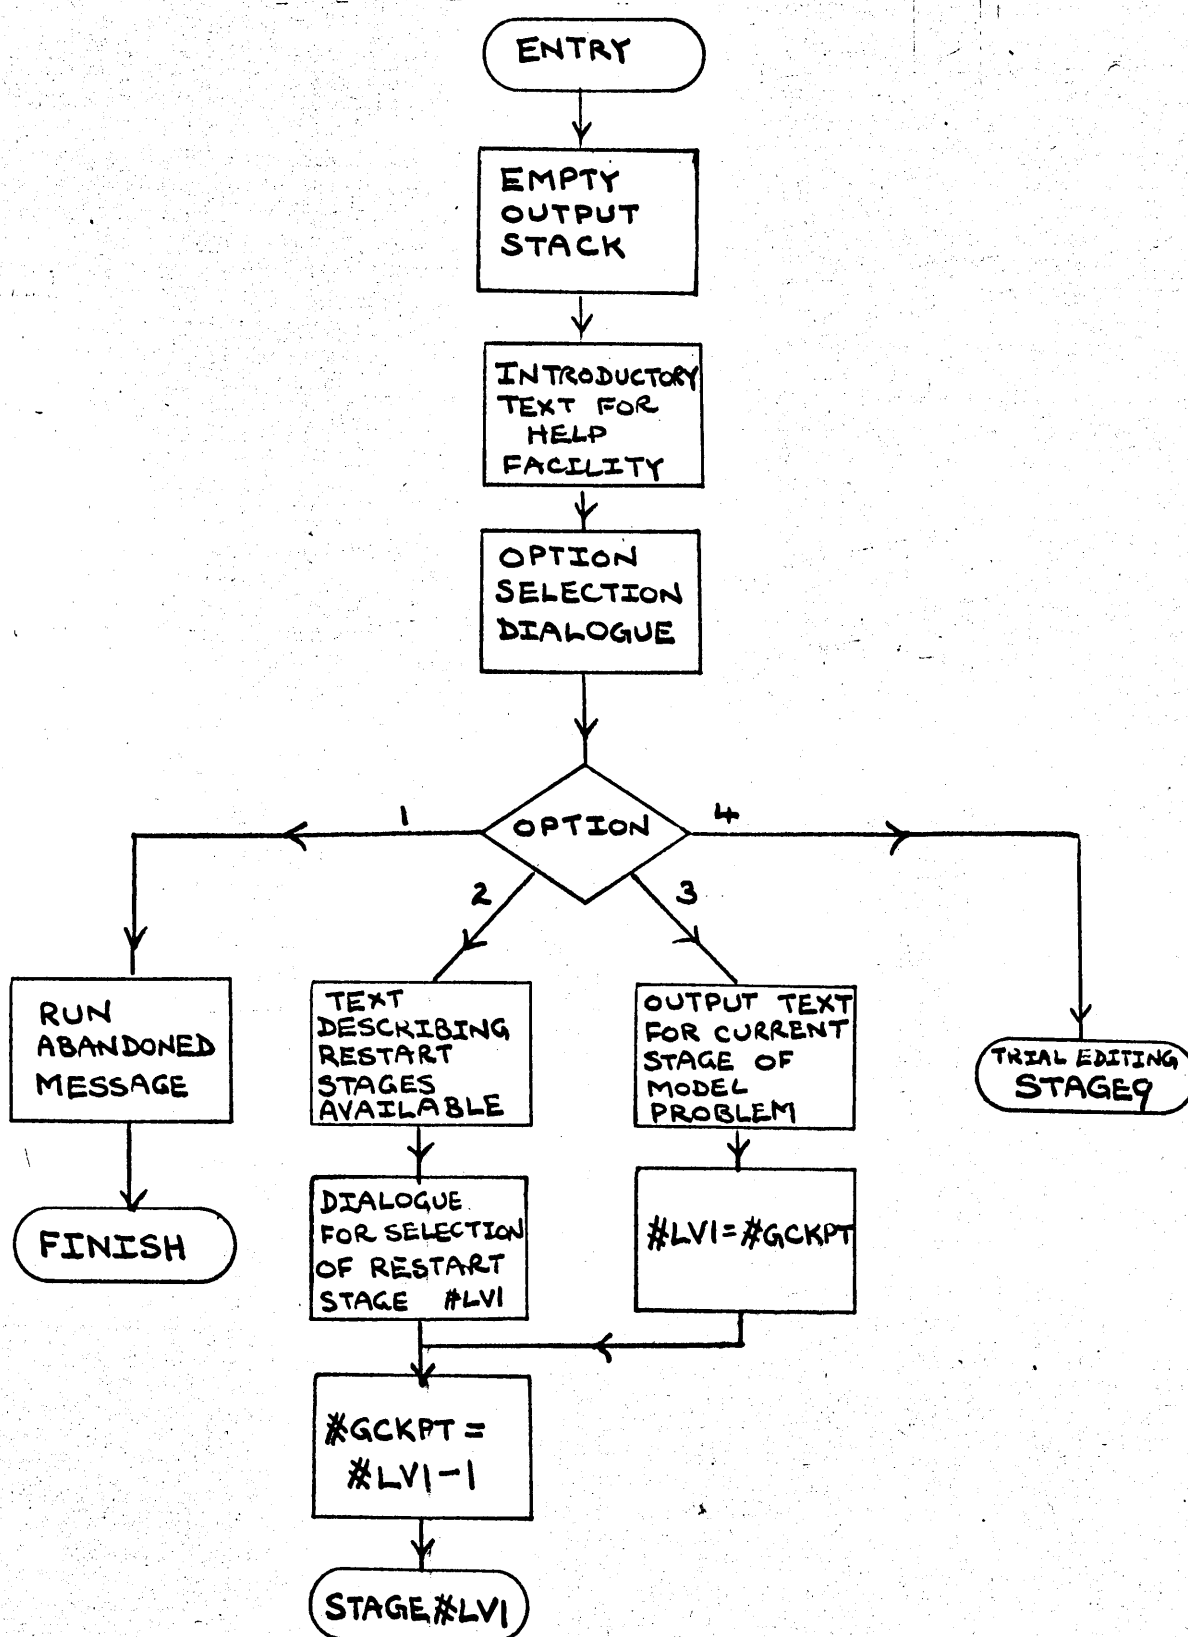 ENTRY
EMPTY
OUTPUT
STACK
INTRODUCTORY
TEXT FOR
HELP
FACILITY
OPTION
SELECTION
DIALOGUE
OPTION
1
2
3
4
RUN
ABANDONED
MESSAGE
FINISH
TEXT
DESCRIBING
RESTART
STAGES
AVAILABLE
DIALOGUE
FOR SELECTION
OF RESTART
STAGE #LV1
OUTPUT TEXT
FOR CURRENT
STAGE OF
MODEL
PROBLEM
#LV1=#GCKPT
TRIAL EDITING
STAGE9
#GCKPT =
#LV1-1
STAGE#LV1